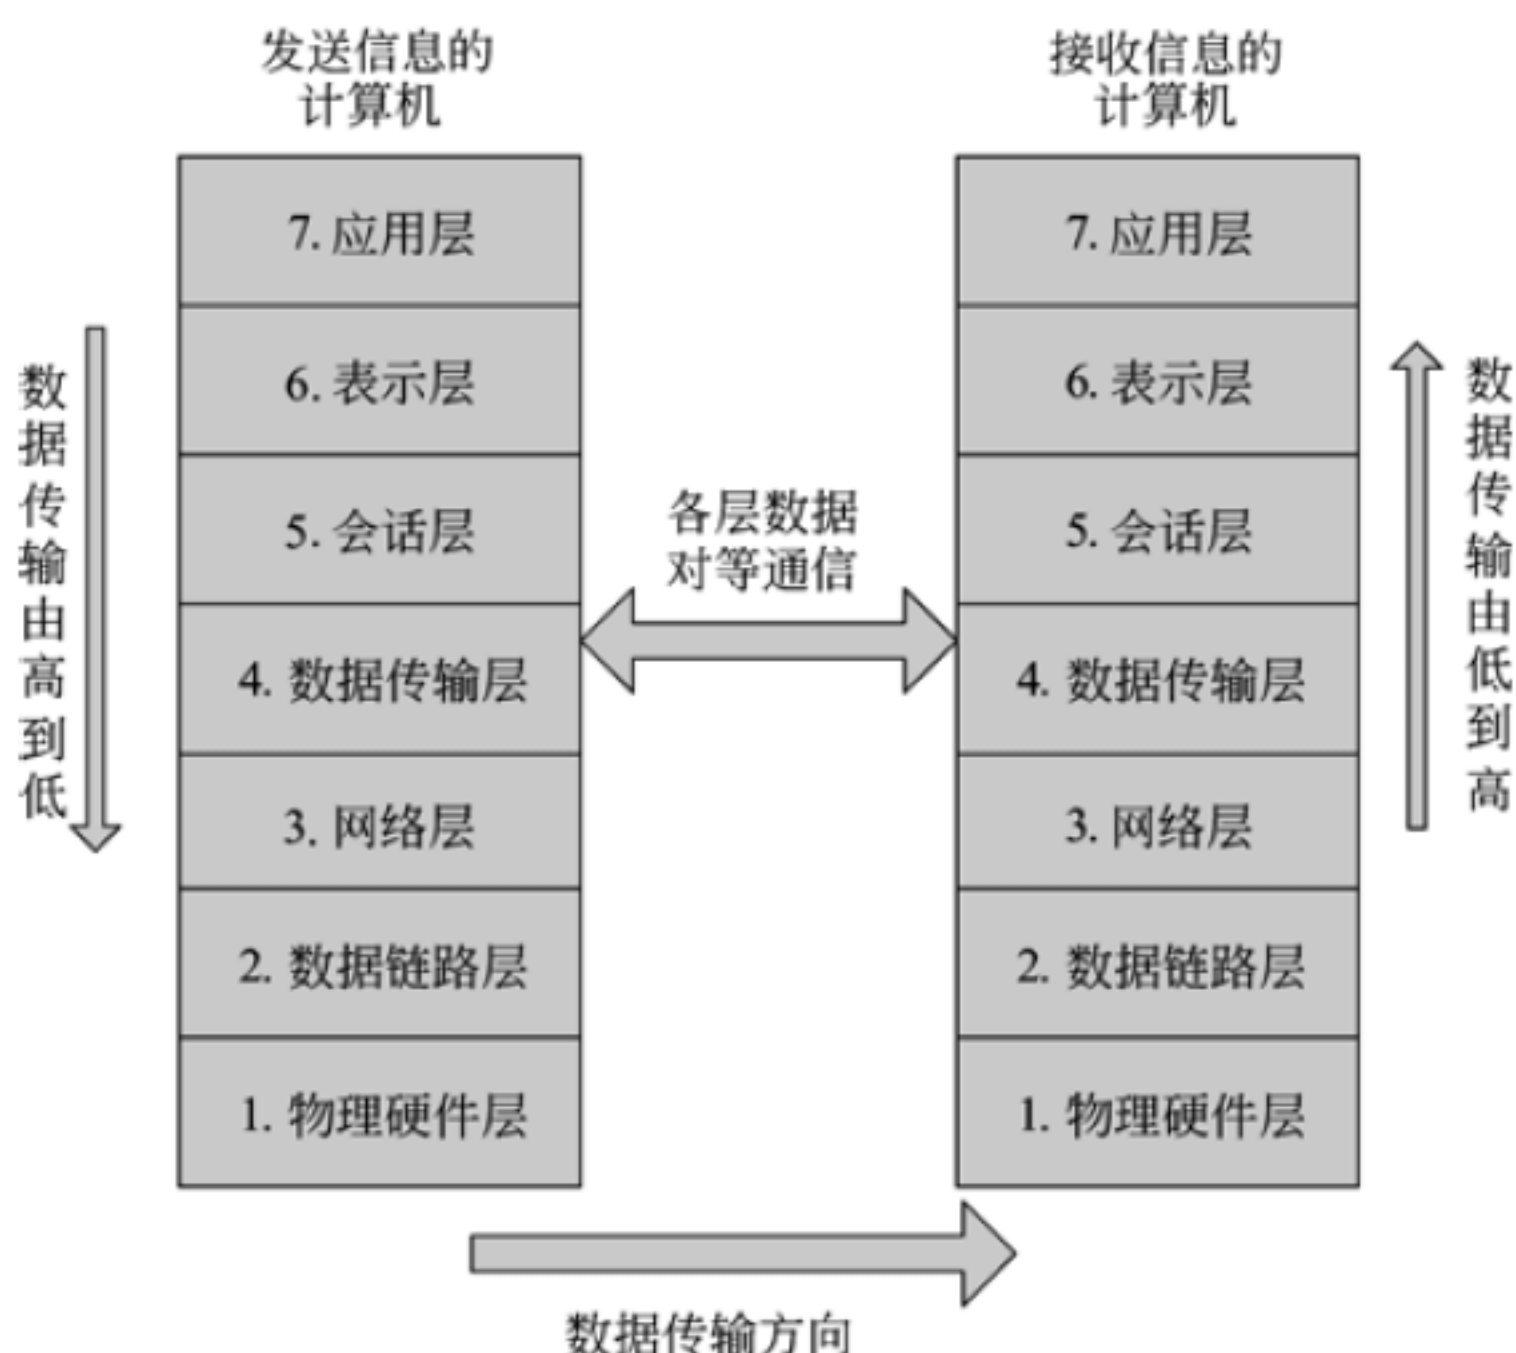 发送信息的
计算机
接收信息的
计算机
7. 应用层
6. 表示层
5. 会话层
4. 数据传输层
3. 网络层
2. 数据链路层
1. 物理硬件层
数据传输由高到低
各层数据
对等通信
7. 应用层
6. 表示层
5. 会话层
4. 数据传输层
3. 网络层
2. 数据链路层
1. 物理硬件层
数据传输由低到高
数据传输方向